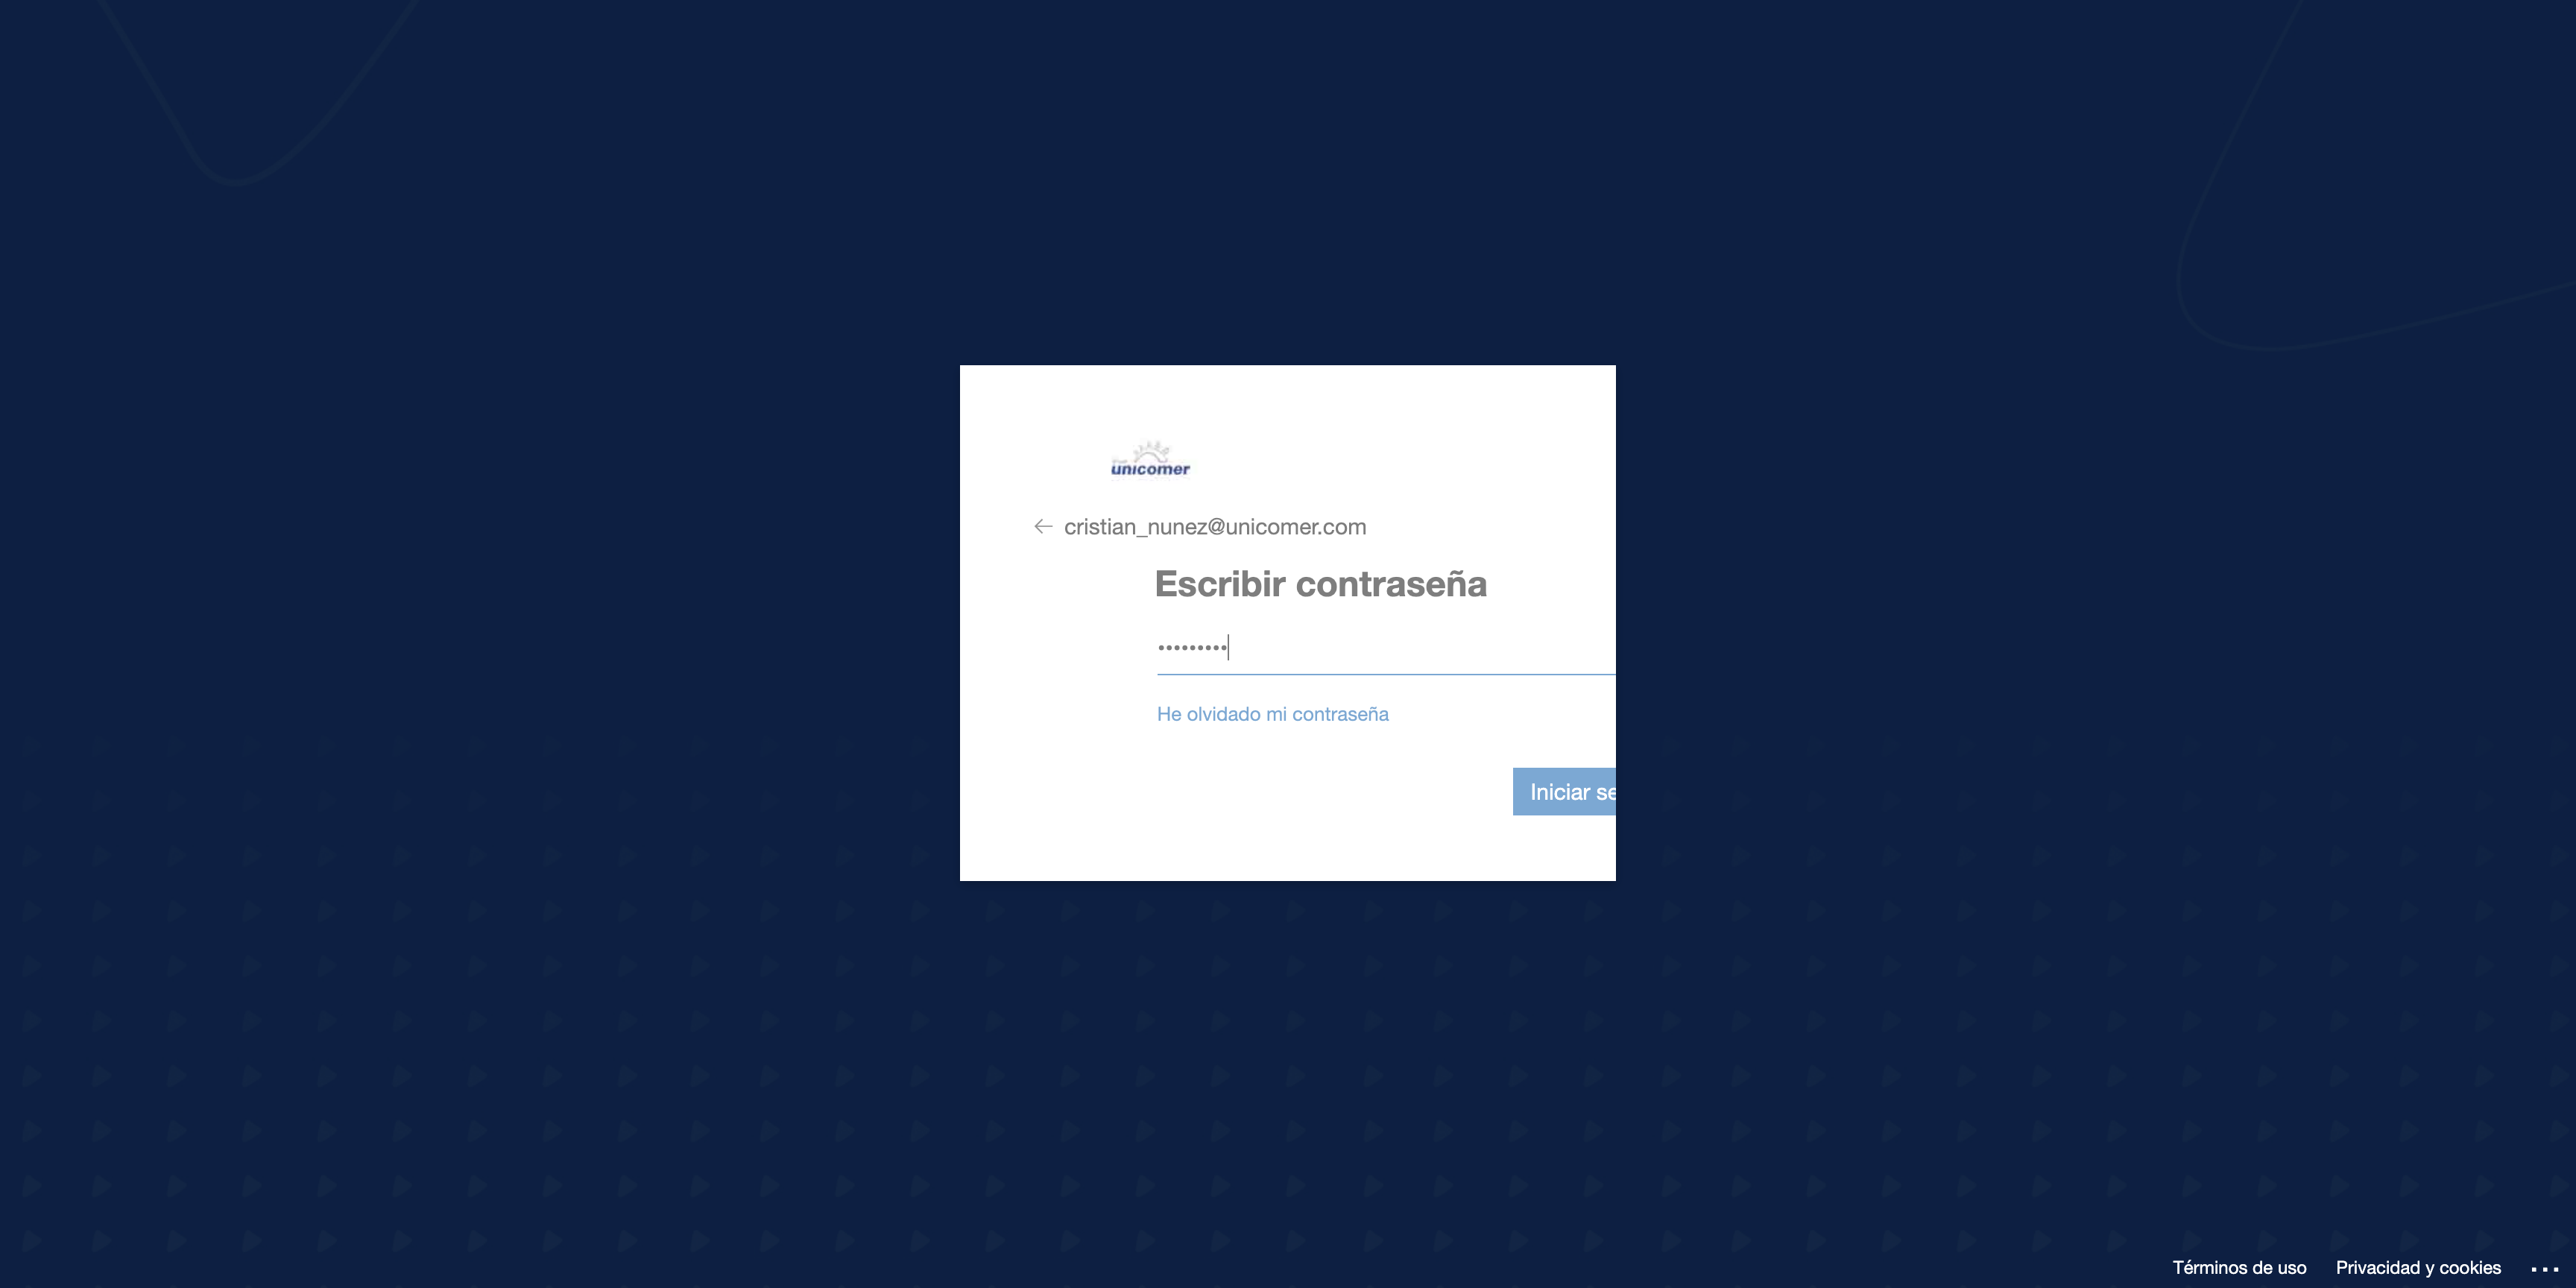 unicomer
cristian_nunez@unicomer.com
Escribir contraseña
•••••••••
He olvidado mi contraseña
Iniciar se
Términos de uso Privacidad y cookies ...